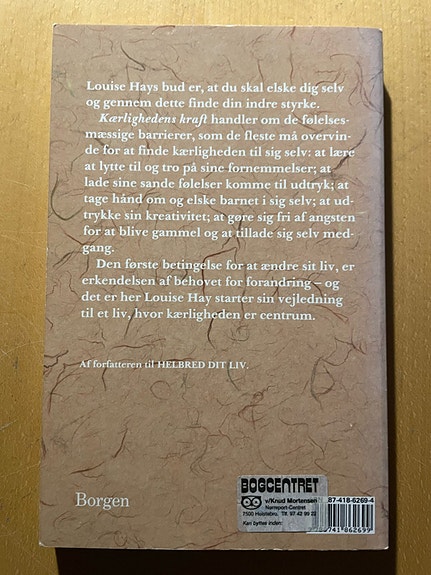 Louise Hays bud er, at du skal elske dig selv
og gennem dette finde din indre styrke.
Kærlighedens kraft handler om de følelses-
mæssige barrierer, som de fleste må overvin-
de for at finde kærligheden til sig selv: at lære
at lytte til og tro på sine fornemmelser; at
lade sine sande følelser komme til udtryk; at
tage hånd om og elske barnet i sig selv; at ud-
trykke sin kreativitet; at gøre sig fri af angsten
for at blive gammel og at tillade sig selv med-
gang.
Den første betingelse for at ændre sit liv, er
erkendelsen af behovet for forandring – og
det er her Louise Hay starter sin vejledning
til et liv, hvor kærligheden er centrum.
Af forfatteren til HELBRED DIT LIV.
Borgen
BOGCENTRET
v/Knud Mortensen
Nørreport-Centret
7500 Holstebro. Tlf. 97 42 99 22
Kan byttes inden:
87-418-6269-4